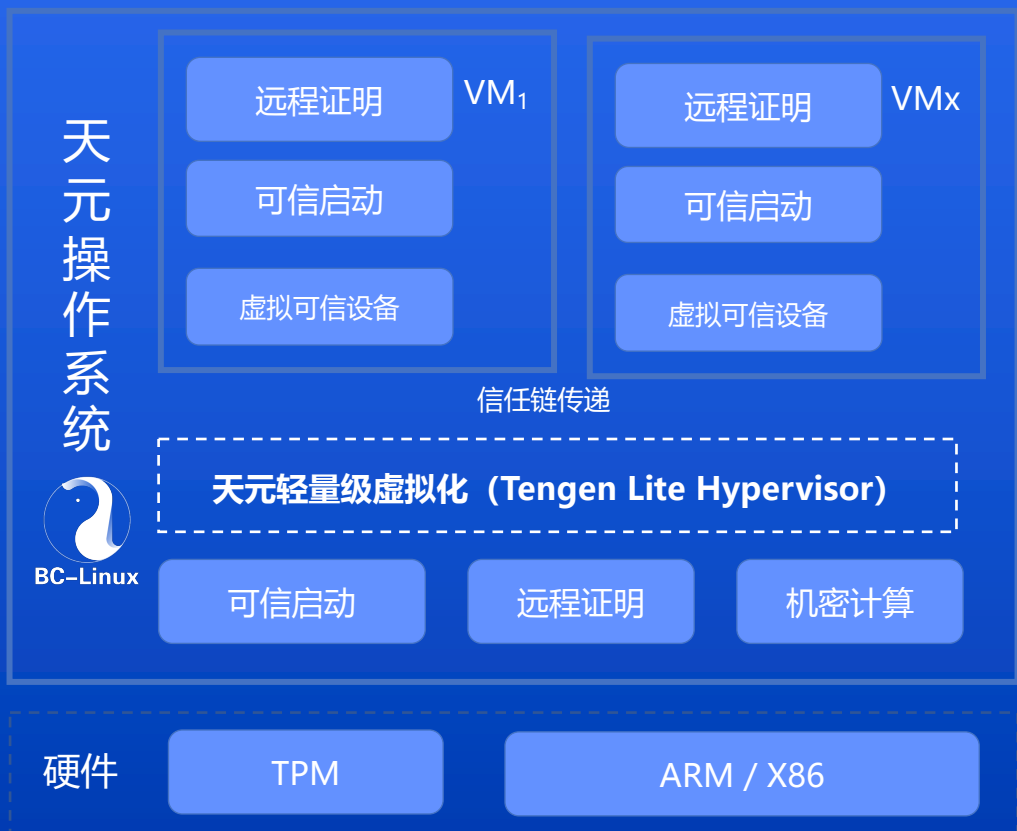 天元操作系统
BC-Linux
远程证明
VM₁
可信启动
虚拟可信设备
远程证明
VMx
可信启动
虚拟可信设备
信任链传递
天元轻量级虚拟化（Tengen Lite Hypervisor）
可信启动
远程证明
机密计算
硬件
TPM
ARM / X86